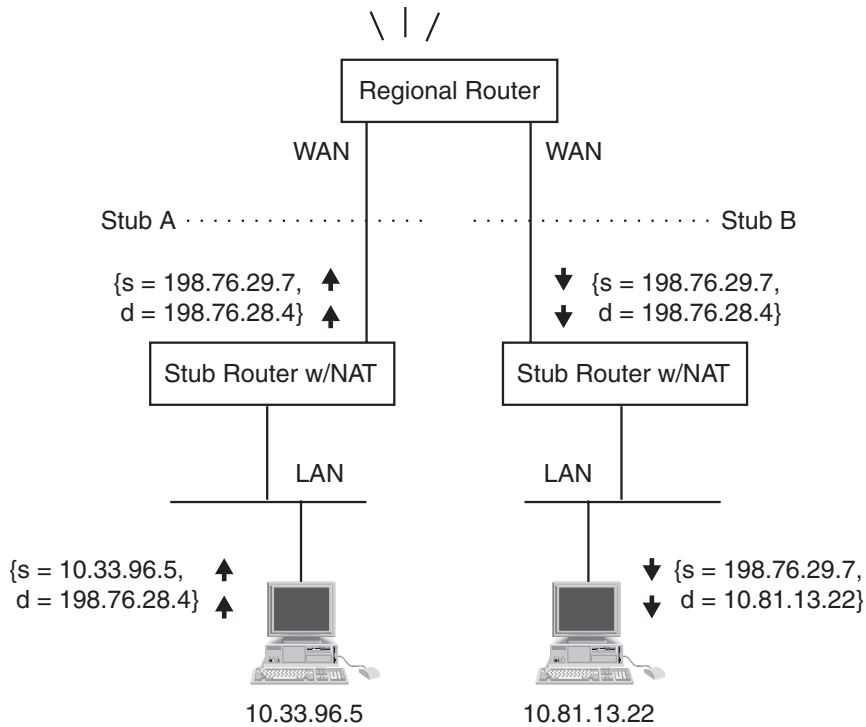 Regional Router
WAN WAN
Stub A Stub B
{s = 198.76.29.7, {s = 198.76.29.7,
d = 198.76.28.4} d = 198.76.28.4}
Stub Router w/NAT Stub Router w/NAT
LAN LAN
{s = 10.33.96.5, {s = 198.76.29.7,
d = 198.76.28.4} d = 10.81.13.22}
10.33.96.5 10.81.13.22